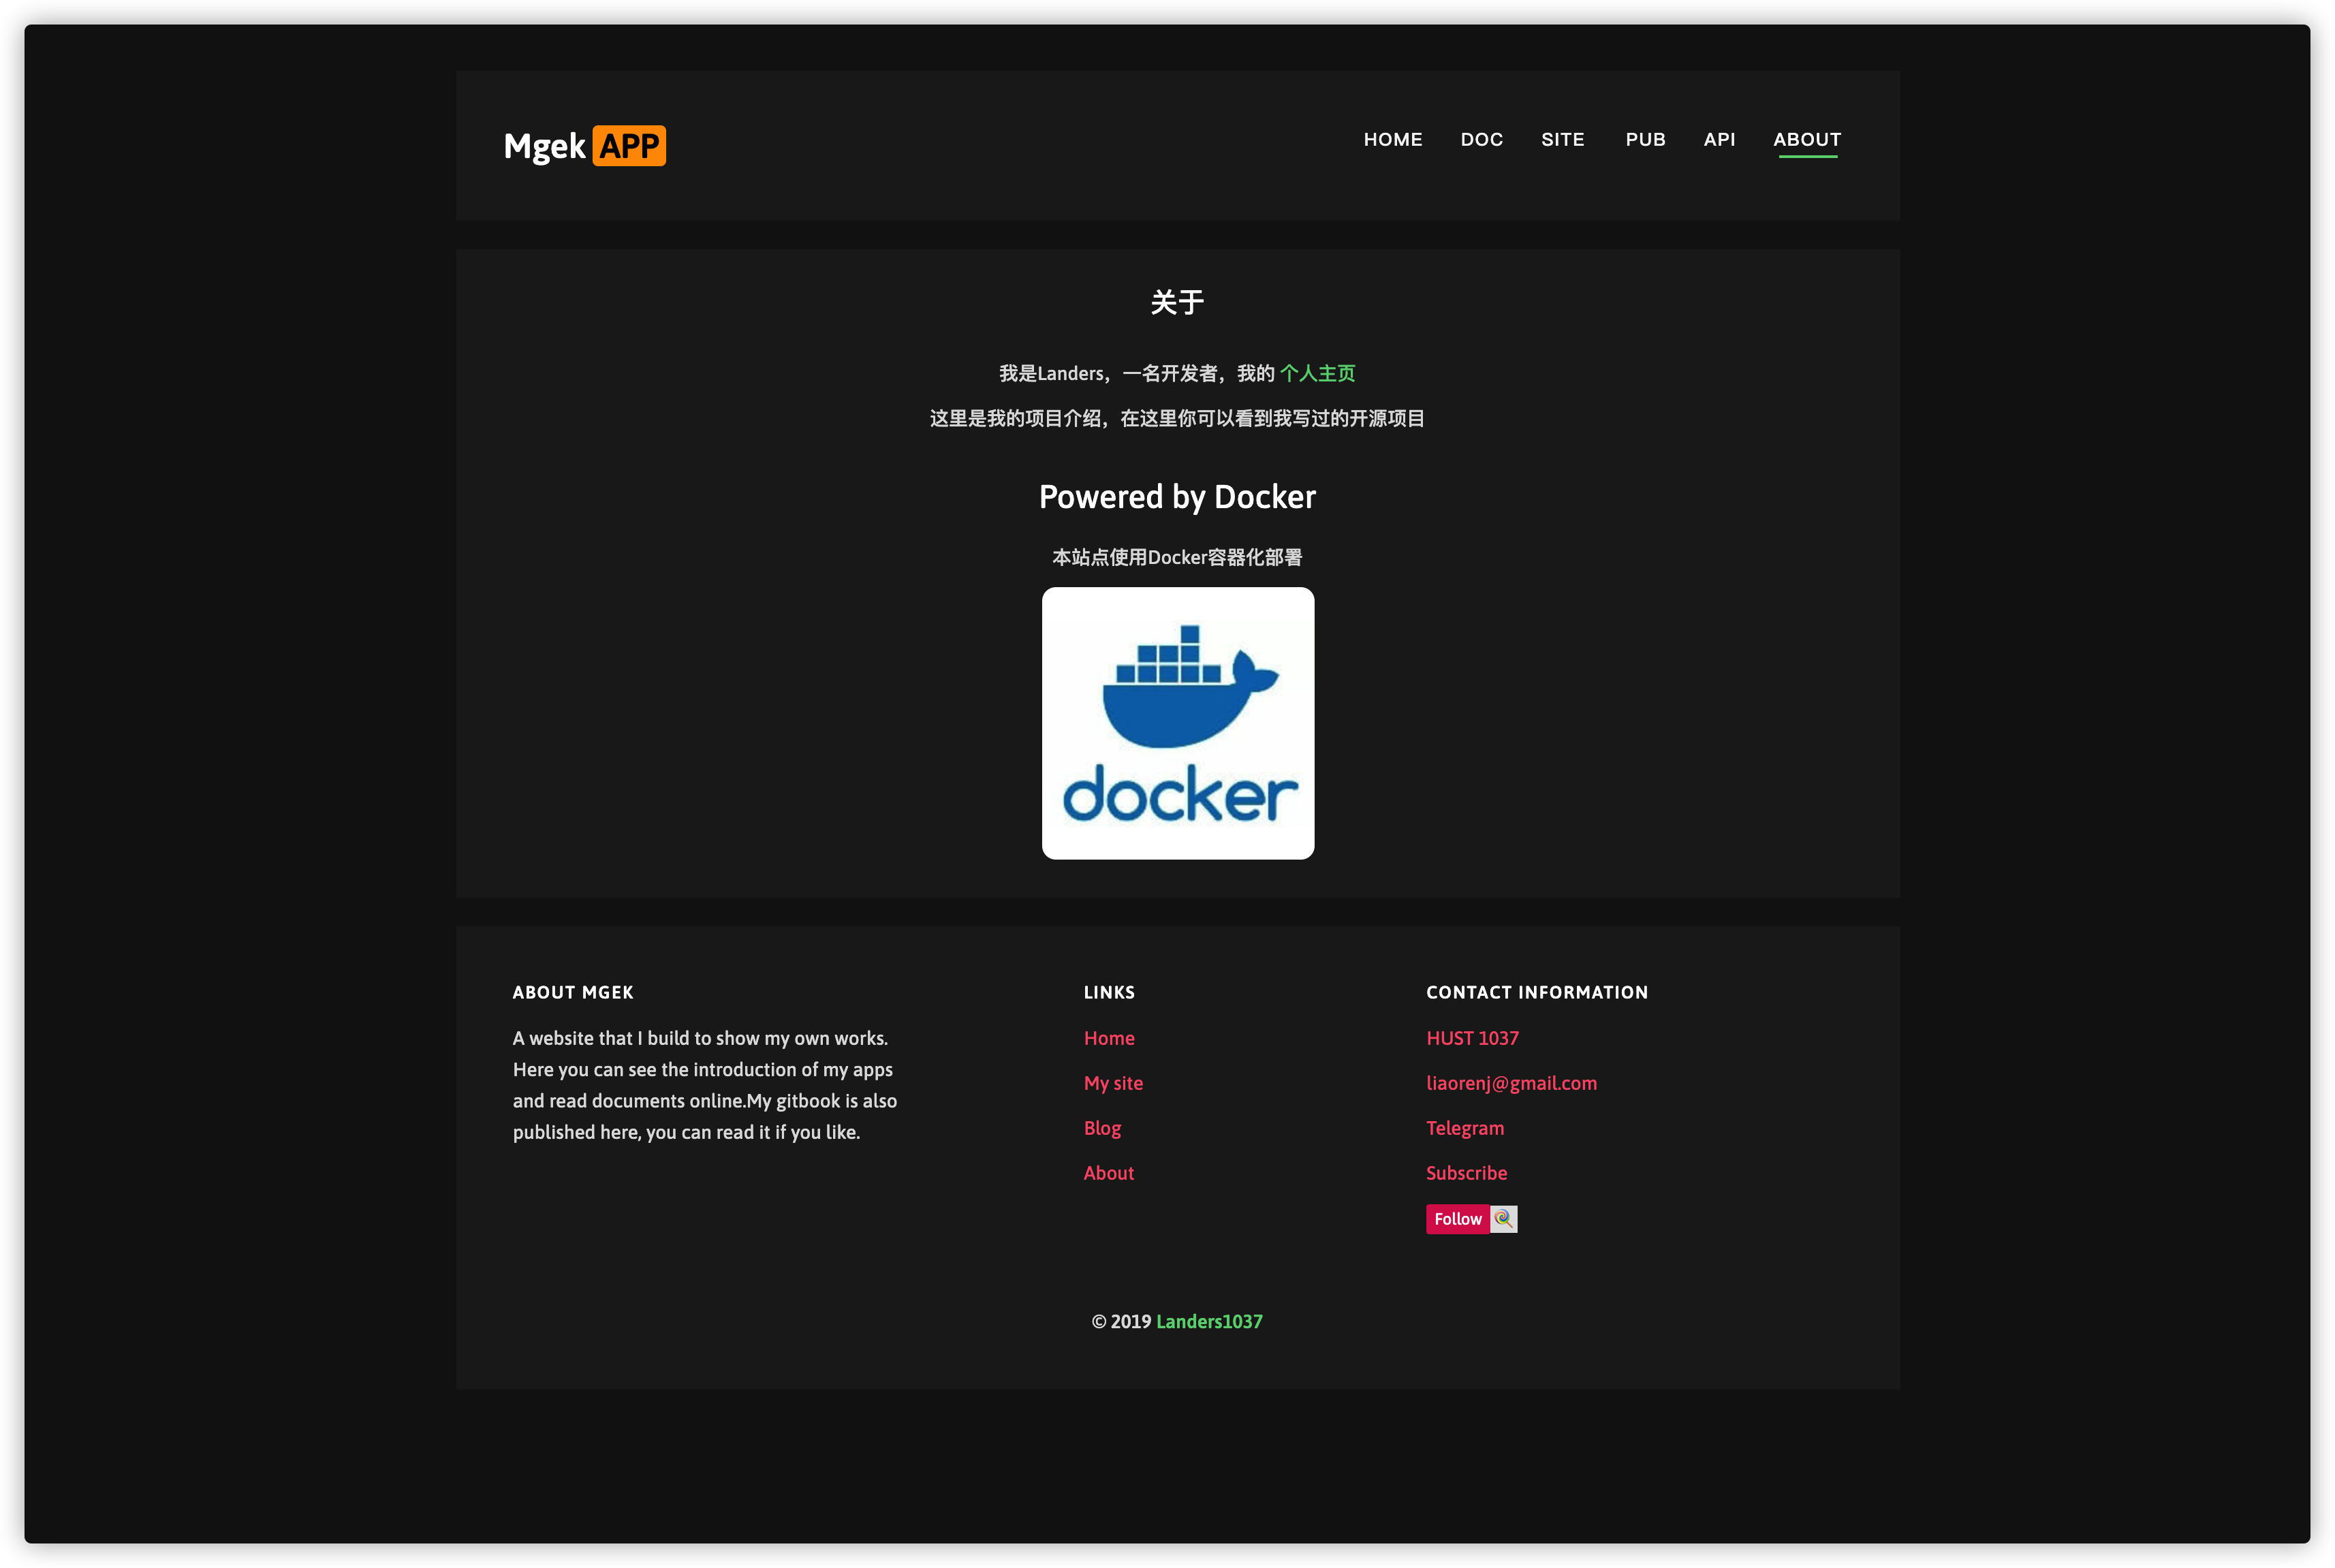 Mgek APP
HOME DOC SITE PUB API ABOUT
关于
我是Landers，一名开发者，我的 个人主页
这里是我的项目介绍，在这里你可以看到我写过的开源项目
Powered by Docker
本站点使用Docker容器化部署
docker
ABOUT MGEK
A website that I build to show my own works.
Here you can see the introduction of my apps
and read documents online.My gitbook is also
published here, you can read it if you like.
LINKS
Home
My site
Blog
About
CONTACT INFORMATION
HUST 1037
liaorenj@gmail.com
Telegram
Subscribe
Follow
© 2019 Landers1037